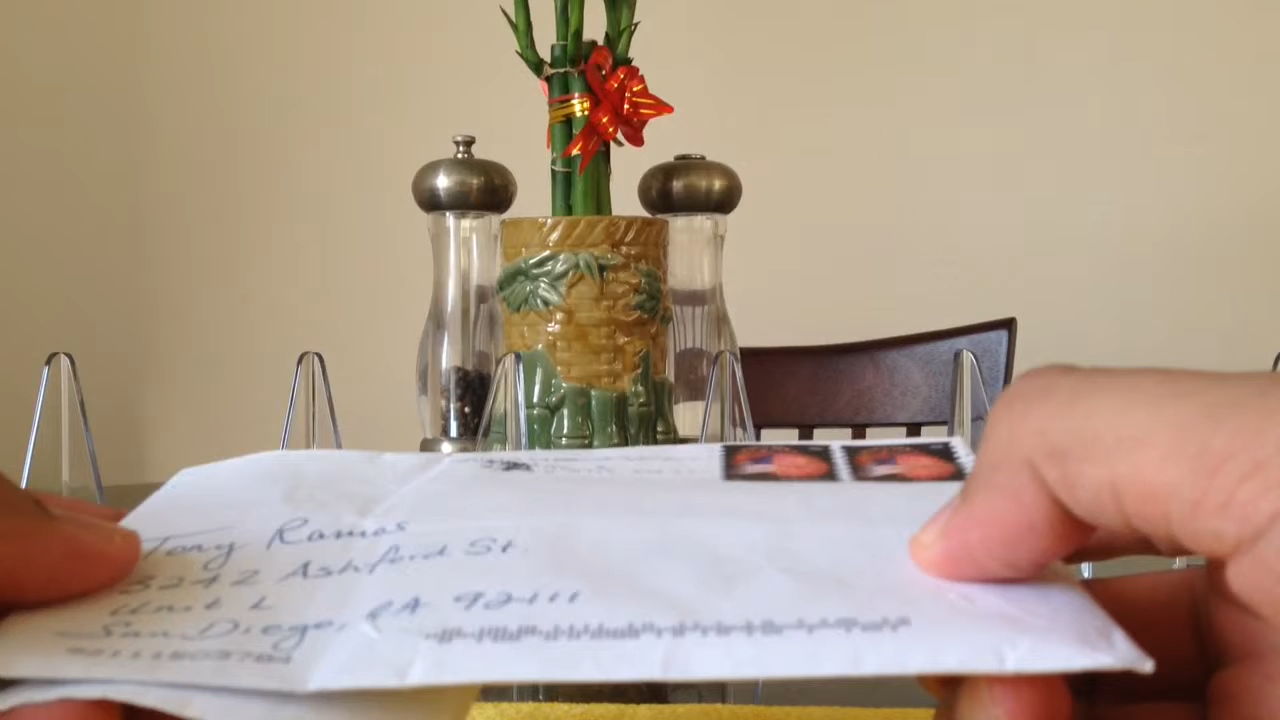 Tony Ramos
3242 Ashford St.
Unit L
San Diego, CA 92111